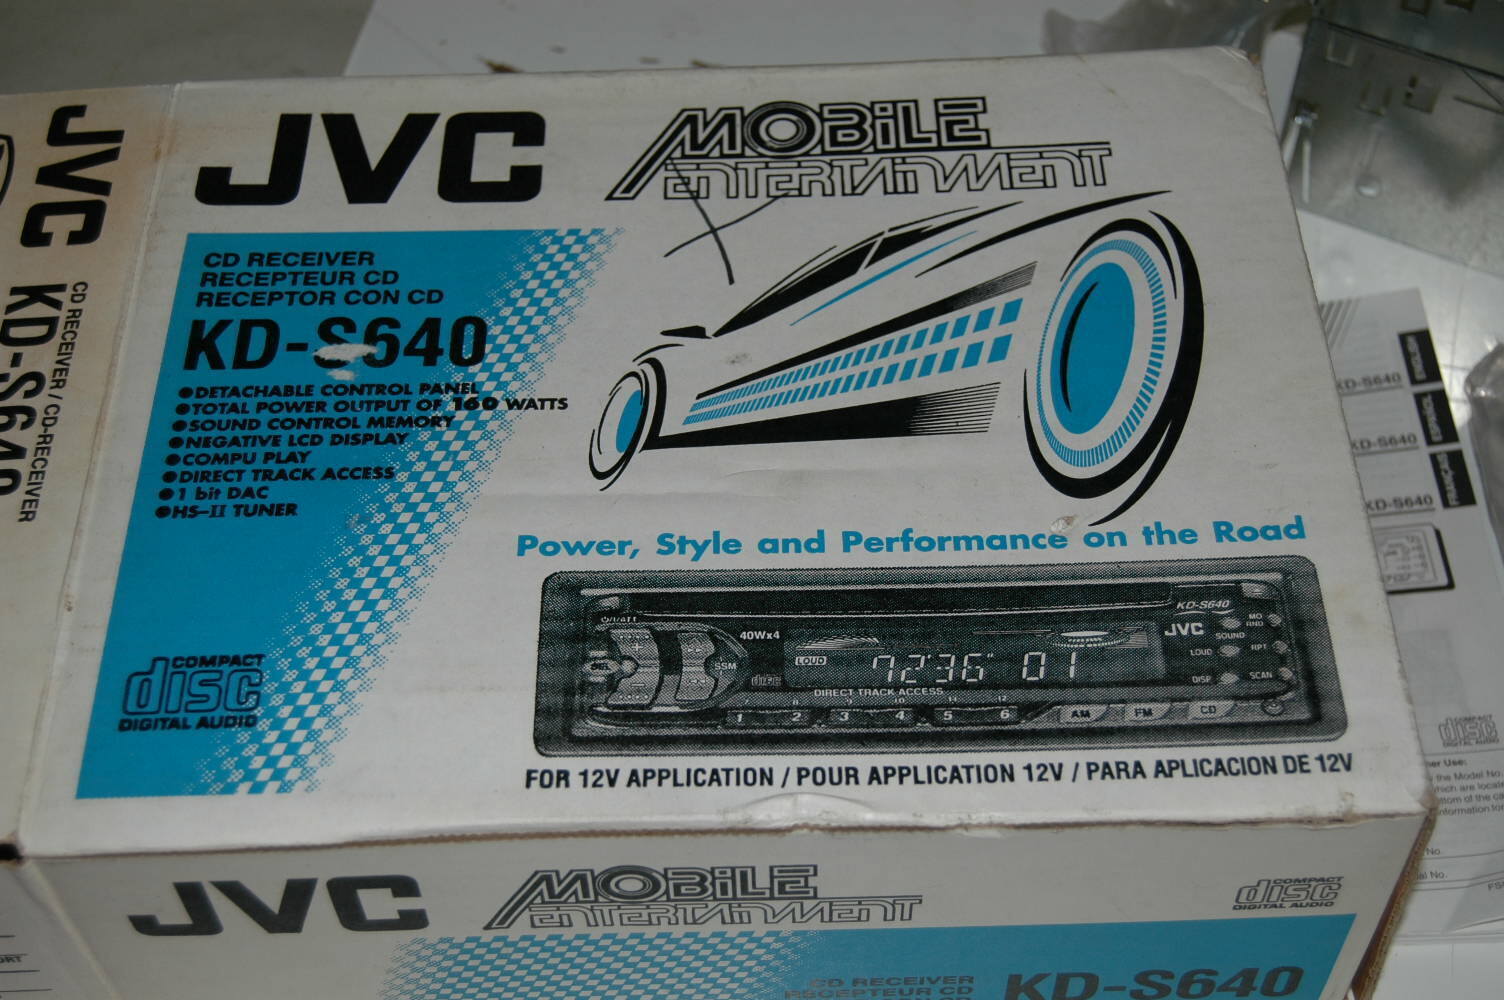 JVC
MOBILE
ENTERTAINMENT
CD RECEIVER
RECEPTEUR CD
RECEPTOR CON CD
KD-S640
●DETACHABLE CONTROL PANEL
●TOTAL POWER OUTPUT OF 160 WATTS
●SOUND CONTROL MEMORY
●NEGATIVE LCD DISPLAY
●COMPU PLAY
●DIRECT TRACK ACCESS
●1 bit DAC
●HS-II TUNER
Power, Style and Performance on the Road
COMPACT
disc
DIGITAL AUDIO
KD-S640
JVC
40Wx4
SSM
LOUD
72'36" 01
DIRECT TRACK ACCESS
1 2 3 4 5 6
AM FM CD
MO
RND
SOUND
LOUD
RPT
DISP
SCAN
FOR 12V APPLICATION / POUR APPLICATION 12V / PARA APLICACION DE 12V
JVC
MOBILE
ENTERTAINMENT
COMPACT
disc
DIGITAL AUDIO
CD RECEIVER
RECEPTEUR CD
KD-S640
JVC
CD RECEIVER / CD-RECEIVER
KD-S640
KD-S640
KD-S640
KD-S640
COMPACT
disc
DIGITAL AUDIO